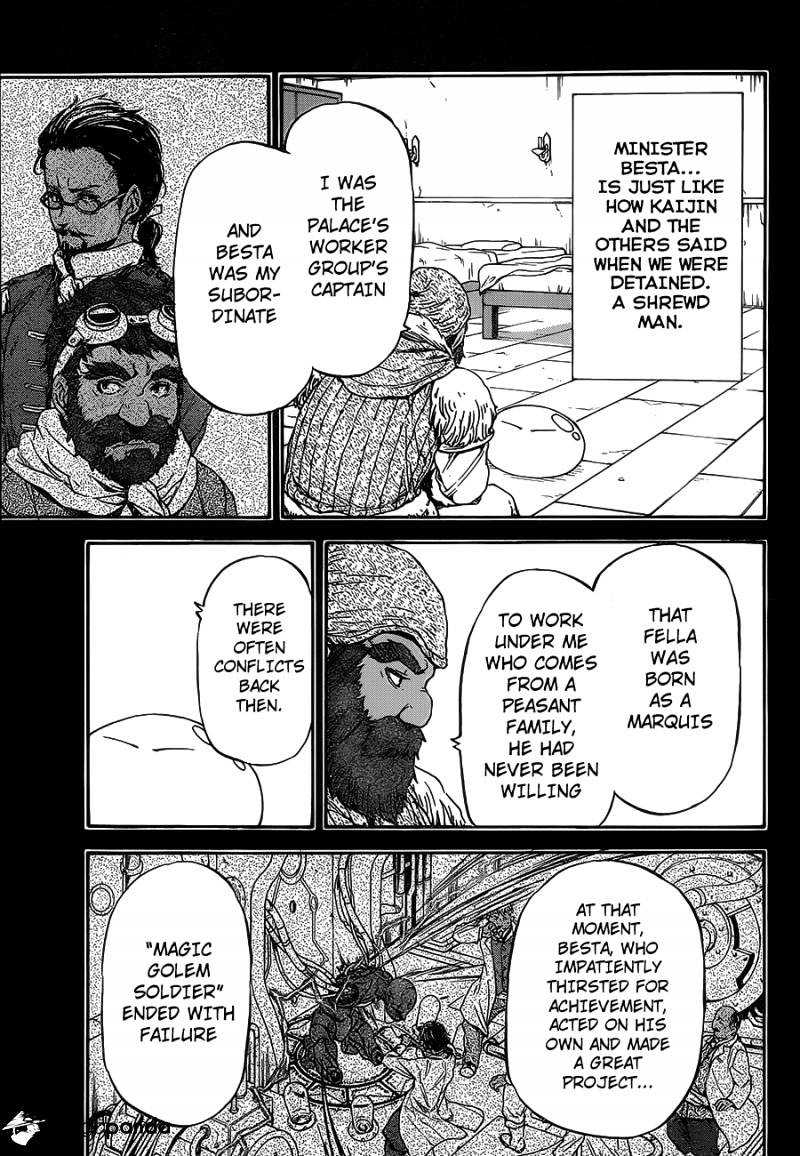 MINISTER
BESTA...
IS JUST LIKE
HOW KAIJIN
AND THE
OTHERS SAID
WHEN WE WERE
DETAINED.
A SHREWD
MAN.
I WAS
THE
PALACE'S
WORKER
GROUP'S
CAPTAIN
AND
BESTA
WAS MY
SUBOR-
DINATE
THAT
FELLA
WAS
BORN
AS A
MARQUIS
TO WORK
UNDER ME
WHO COMES
FROM A
PEASANT
FAMILY,
HE HAD
NEVER BEEN
WILLING
THERE
WERE
OFTEN
CONFLICTS
BACK
THEN.
AT THAT
MOMENT,
BESTA, WHO
IMPATIENTLY
THIRSTED FOR
ACHIEVEMENT,
ACTED ON HIS
OWN AND MADE
A GREAT
PROJECT...
"MAGIC
GOLEM
SOLDIER"
ENDED WITH
FAILURE